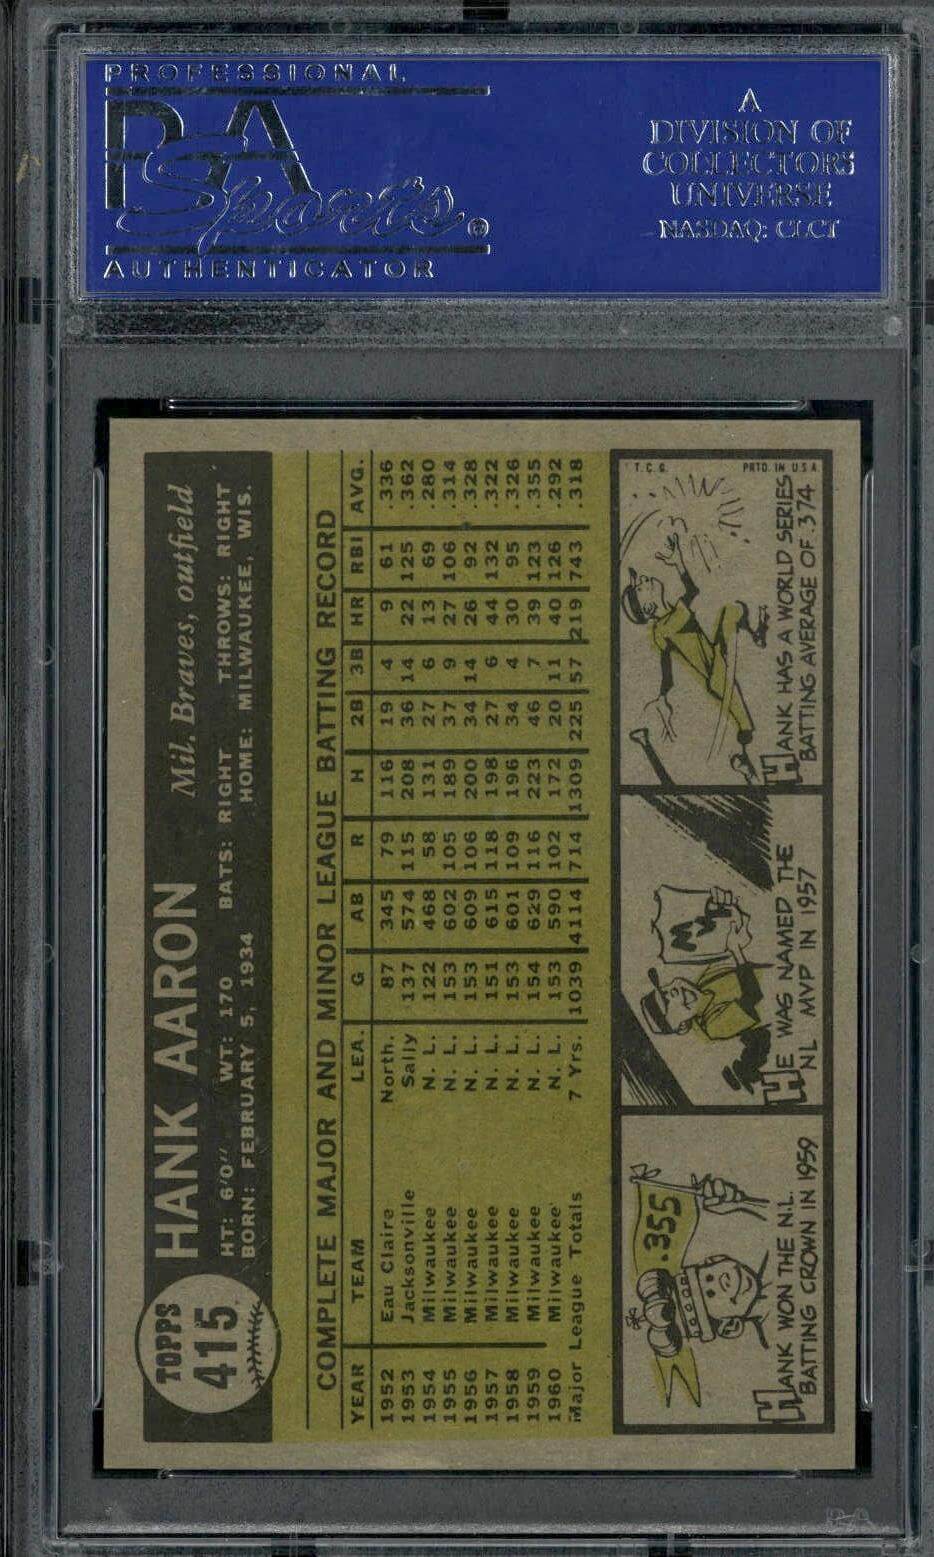 PROFESSIONAL
PSA
Sports®
AUTHENTICATOR
A
DIVISION OF
COLLECTORS
UNIVERSE
NASDAQ: CLCT
TOPPS
415
HANK AARON Mil. Braves, outfield
HT: 6'0" WT: 170 BATS: RIGHT THROWS: RIGHT
BORN: FEBRUARY 5, 1934 HOME: MILWAUKEE, WIS.
COMPLETE MAJOR AND MINOR LEAGUE BATTING RECORD
YEAR TEAM LEA. G AB R H 2B 3B HR RBI AVG.
1952 Eau Claire North. 87 345 79 116 19 4 9 61 .336
1953 Jacksonville Sally 137 574 115 208 36 14 22 125 .362
1954 Milwaukee N. L. 122 468 58 131 27 6 13 69 .280
1955 Milwaukee N. L. 153 602 105 189 37 9 27 106 .314
1956 Milwaukee N. L. 153 609 106 200 34 14 26 92 .328
1957 Milwaukee N. L. 151 615 118 198 27 6 44 132 .322
1958 Milwaukee N. L. 153 601 109 196 34 4 30 95 .326
1959 Milwaukee N. L. 154 629 116 223 46 7 39 123 .355
1960 Milwaukee N. L. 153 590 102 172 20 11 40 126 .292
Major League Totals 7 Yrs. 1039 4114 714 1309 225 57 219 743 .318
.355
HANK WON THE N.L.
BATTING CROWN IN 1959
M
HE WAS NAMED THE
NL MVP IN 1957
T.C.G. PRTD. IN U.S.A.
HANK HAS A WORLD SERIES
BATTING AVERAGE OF .374
PSA